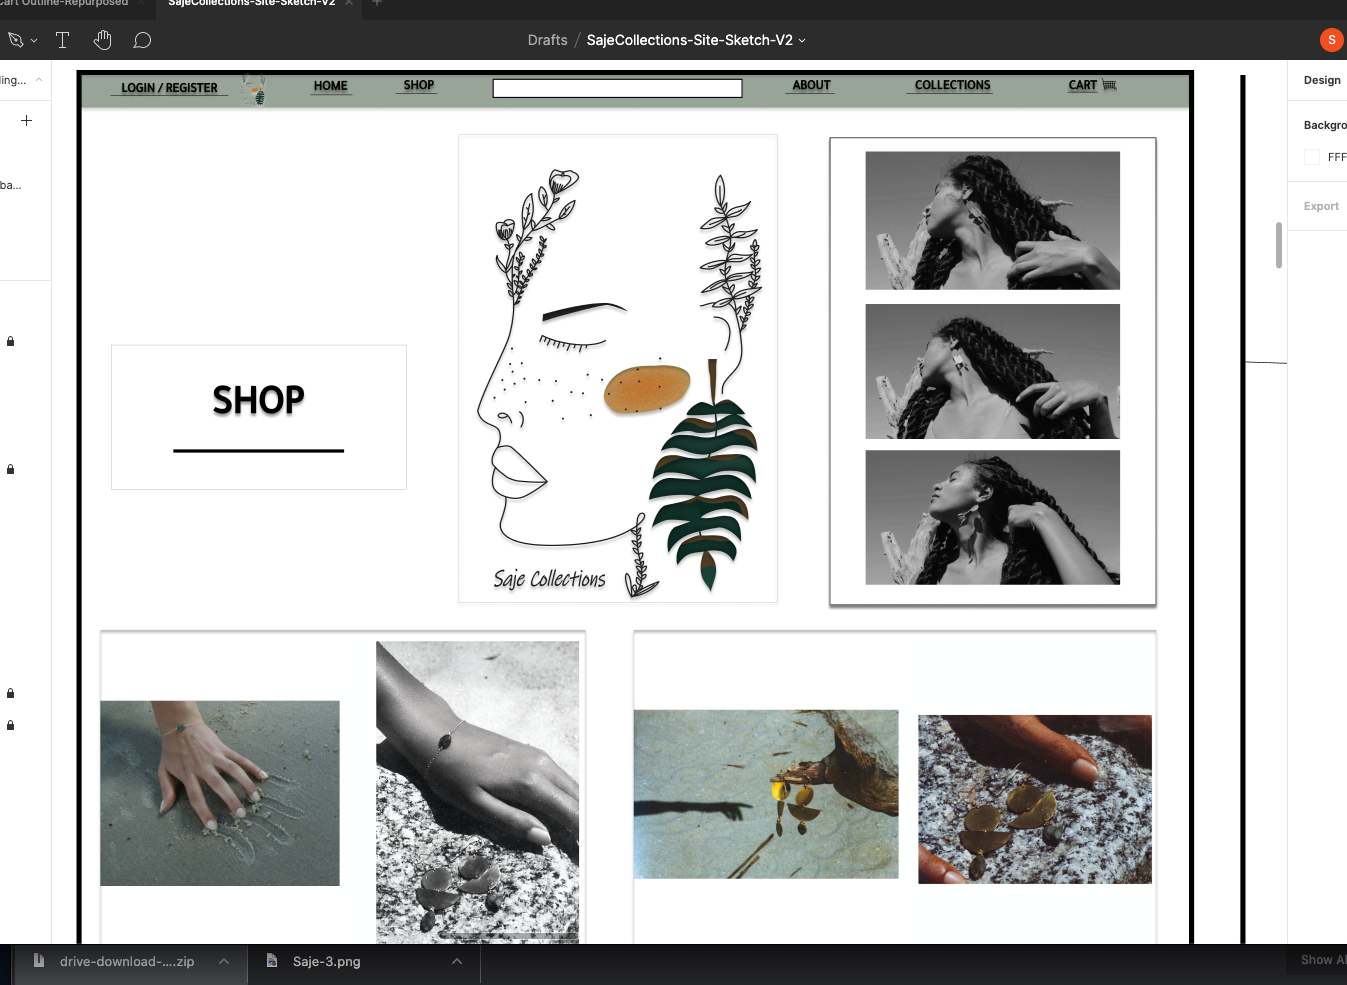 Cart Outline-Repurposed
SajeCollections-Site-Sketch-V2
Drafts / SajeCollections-Site-Sketch-V2
S
ding...
ba...
LOGIN / REGISTER
HOME
SHOP
ABOUT
COLLECTIONS
CART
Design
Backgro
FFF
Export
SHOP
Saje Collections
drive-download-....zip
Saje-3.png
Show Al